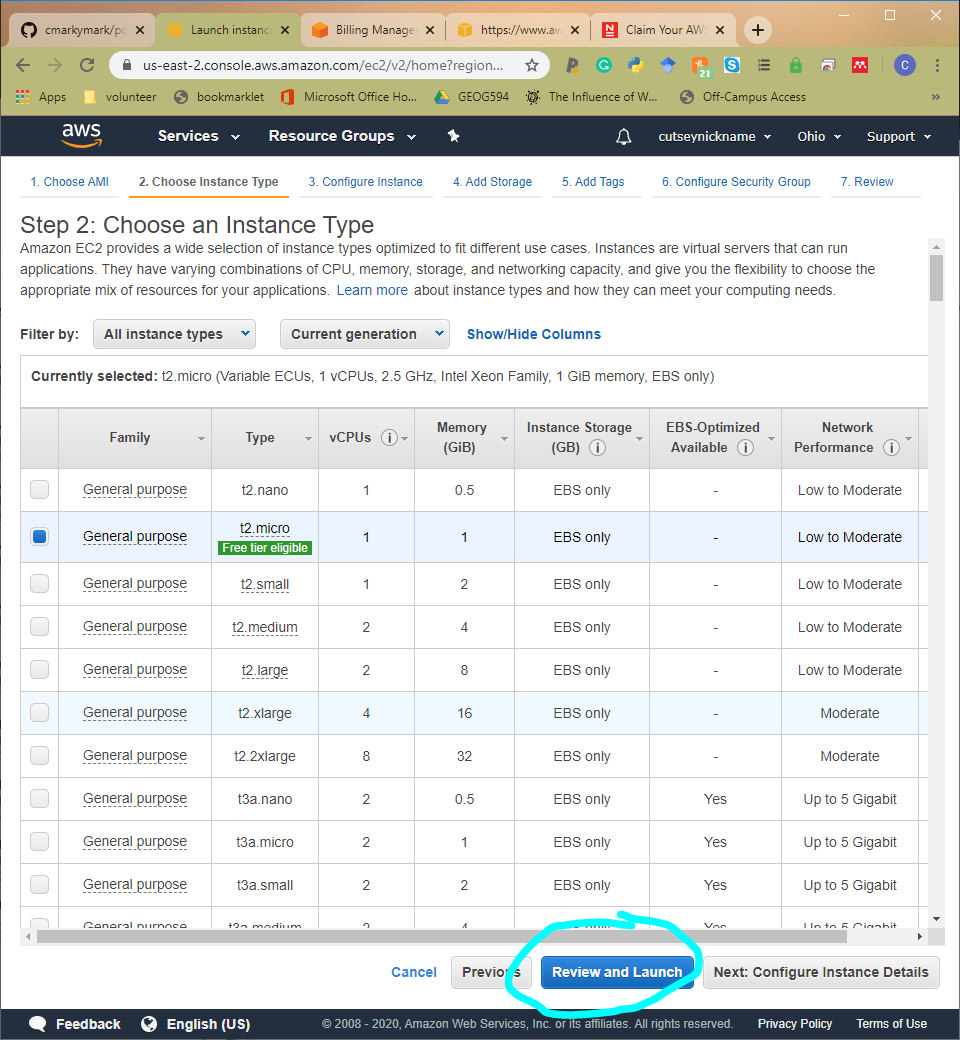 cmarkymark/po
Launch instanc
Billing Manage
https://www.aw
Claim Your AWS
us-east-2.console.aws.amazon.com/ec2/v2/home?region...
21
C
Apps
volunteer
bookmarklet
Microsoft Office Ho...
GEOG594
The Influence of W...
Off-Campus Access
»
aws
Services
Resource Groups
cutseynickname
Ohio
Support
1. Choose AMI
2. Choose Instance Type
3. Configure Instance
4. Add Storage
5. Add Tags
6. Configure Security Group
7. Review
Step 2: Choose an Instance Type
Amazon EC2 provides a wide selection of instance types optimized to fit different use cases. Instances are virtual servers that can run
applications. They have varying combinations of CPU, memory, storage, and networking capacity, and give you the flexibility to choose the
appropriate mix of resources for your applications. Learn more about instance types and how they can meet your computing needs.
Filter by: All instance types Current generation Show/Hide Columns
Currently selected: t2.micro (Variable ECUs, 1 vCPUs, 2.5 GHz, Intel Xeon Family, 1 GiB memory, EBS only)
Family Type vCPUs Memory (GiB) Instance Storage (GB) EBS-Optimized Available Network Performance
General purpose t2.nano 1 0.5 EBS only - Low to Moderate
General purpose t2.micro Free tier eligible 1 1 EBS only - Low to Moderate
General purpose t2.small 1 2 EBS only - Low to Moderate
General purpose t2.medium 2 4 EBS only - Low to Moderate
General purpose t2.large 2 8 EBS only - Low to Moderate
General purpose t2.xlarge 4 16 EBS only - Moderate
General purpose t2.2xlarge 8 32 EBS only - Moderate
General purpose t3a.nano 2 0.5 EBS only Yes Up to 5 Gigabit
General purpose t3a.micro 2 1 EBS only Yes Up to 5 Gigabit
General purpose t3a.small 2 2 EBS only Yes Up to 5 Gigabit
General purpose t3a.medium 2 4 EBS only Yes Up to 5 Gigabit
Cancel Previous Review and Launch Next: Configure Instance Details
Feedback English (US) © 2008 - 2020, Amazon Web Services, Inc. or its affiliates. All rights reserved. Privacy Policy Terms of Use